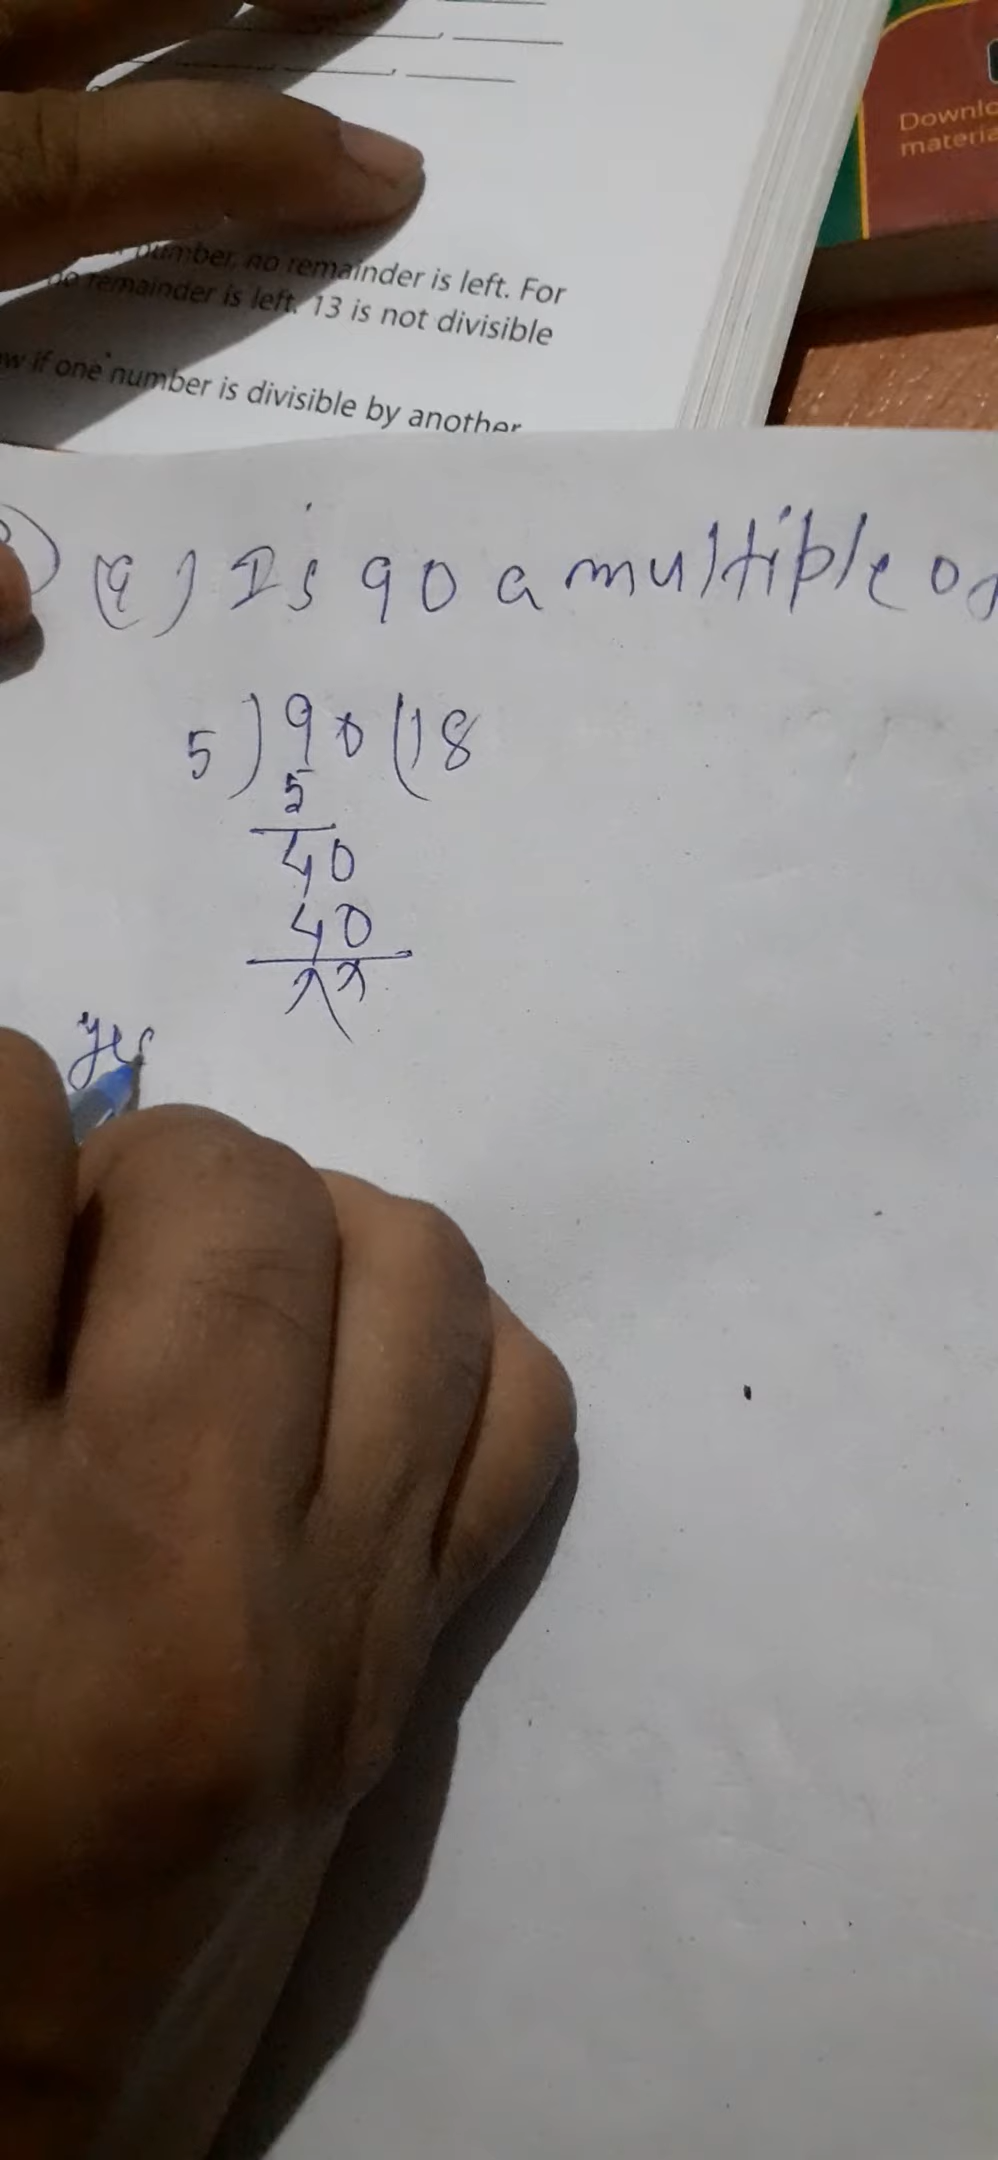 Downlo
materia
number, no remainder is left. For
no remainder is left. 13 is not divisible
if one number is divisible by another
(a) Is 90 a multiple
5)90(18
5
40
40
xx
yes